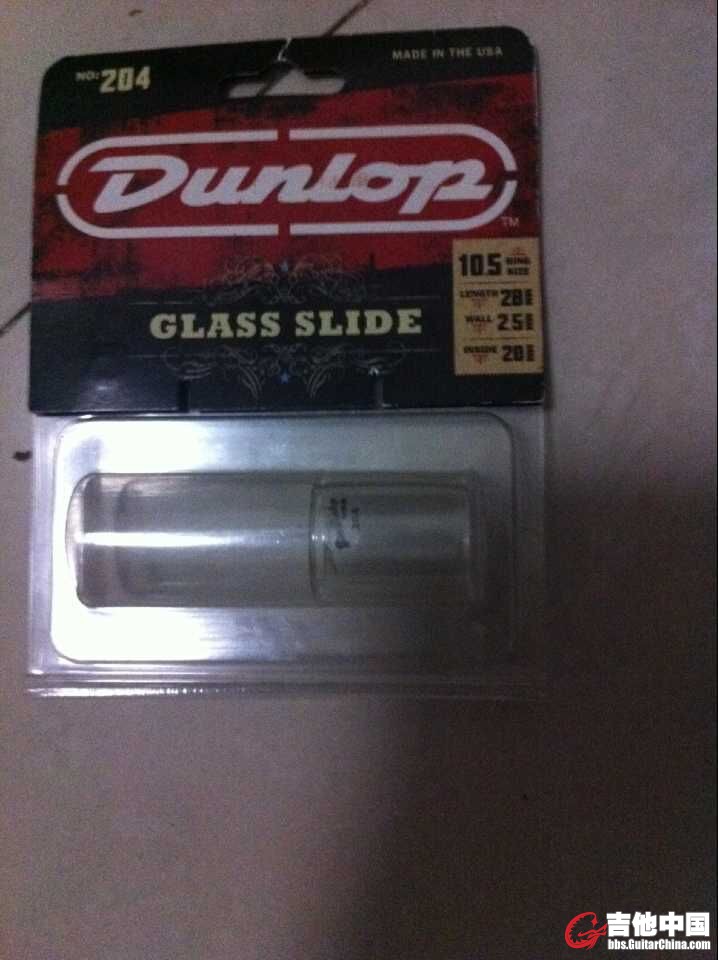 NO: 204
MADE IN THE USA
Dunlop
TM
GLASS SLIDE
10.5 RING SIZE
LENGTH 28
WALL 2.5
INSIDE 20
吉他中国
bbs.GuitarChina.com